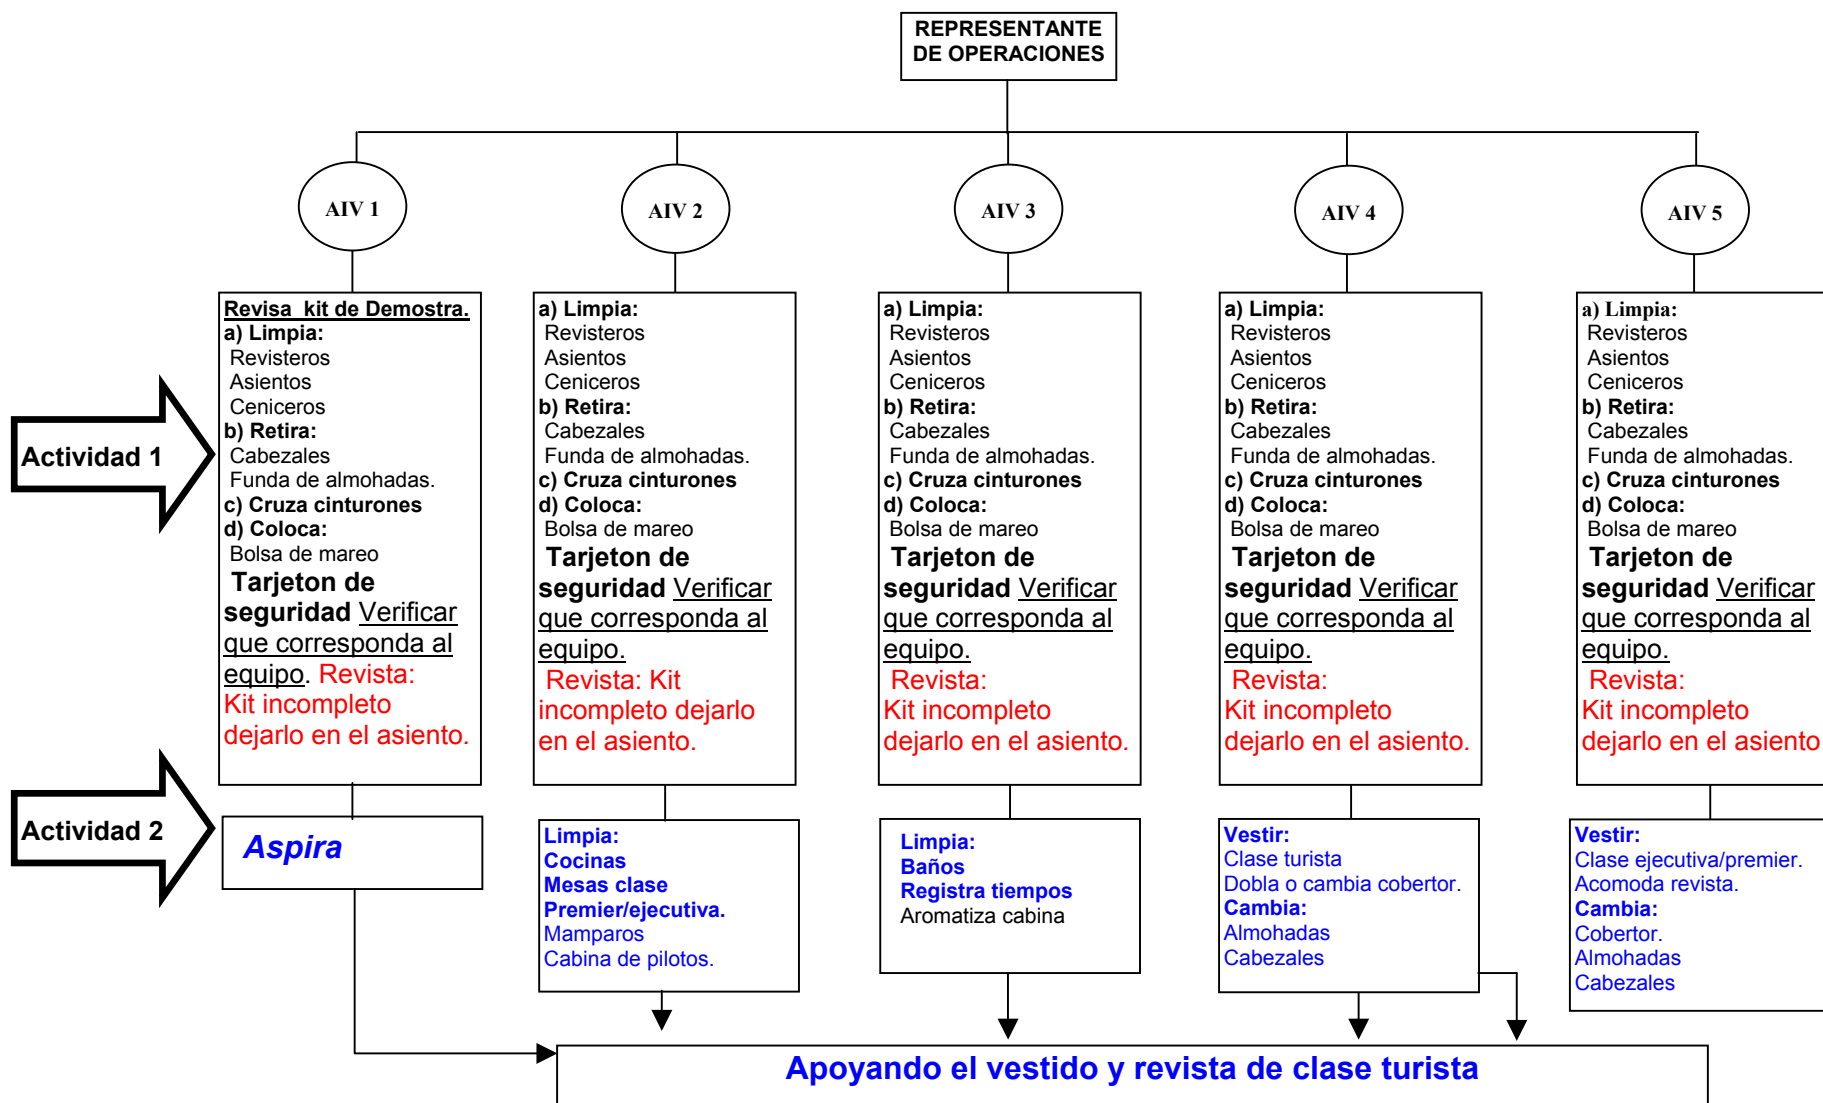 REPRESENTANTE
DE OPERACIONES
AIV 1
AIV 2
AIV 3
AIV 4
AIV 5
Actividad 1
Revisa kit de Demostra.
a) Limpia:
Revisteros
Asientos
Ceniceros
b) Retira:
Cabezales
Funda de almohadas.
c) Cruza cinturones
d) Coloca:
Bolsa de mareo
Tarjeton de
seguridad Verificar
que corresponda al
equipo. Revista:
Kit incompleto
dejarlo en el asiento.
a) Limpia:
Revisteros
Asientos
Ceniceros
b) Retira:
Cabezales
Funda de almohadas.
c) Cruza cinturones
d) Coloca:
Bolsa de mareo
Tarjeton de
seguridad Verificar
que corresponda al
equipo.
Revista: Kit
incompleto dejarlo
en el asiento.
a) Limpia:
Revisteros
Asientos
Ceniceros
b) Retira:
Cabezales
Funda de almohadas.
c) Cruza cinturones
d) Coloca:
Bolsa de mareo
Tarjeton de
seguridad Verificar
que corresponda al
equipo.
Revista:
Kit incompleto
dejarlo en el asiento.
a) Limpia:
Revisteros
Asientos
Ceniceros
b) Retira:
Cabezales
Funda de almohadas.
c) Cruza cinturones
d) Coloca:
Bolsa de mareo
Tarjeton de
seguridad Verificar
que corresponda al
equipo.
Revista:
Kit incompleto
dejarlo en el asiento.
a) Limpia:
Revisteros
Asientos
Ceniceros
b) Retira:
Cabezales
Funda de almohadas.
c) Cruza cinturones
d) Coloca:
Bolsa de mareo
Tarjeton de
seguridad Verificar
que corresponda al
equipo.
Revista:
Kit incompleto
dejarlo en el asiento
Actividad 2
Aspira
Limpia:
Cocinas
Mesas clase
Premier/ejecutiva.
Mamparos
Cabina de pilotos.
Limpia:
Baños
Registra tiempos
Aromatiza cabina
Vestir:
Clase turista
Dobla o cambia cobertor.
Cambia:
Almohadas
Cabezales
Vestir:
Clase ejecutiva/premier.
Acomoda revista.
Cambia:
Cobertor.
Almohadas
Cabezales
Apoyando el vestido y revista de clase turista